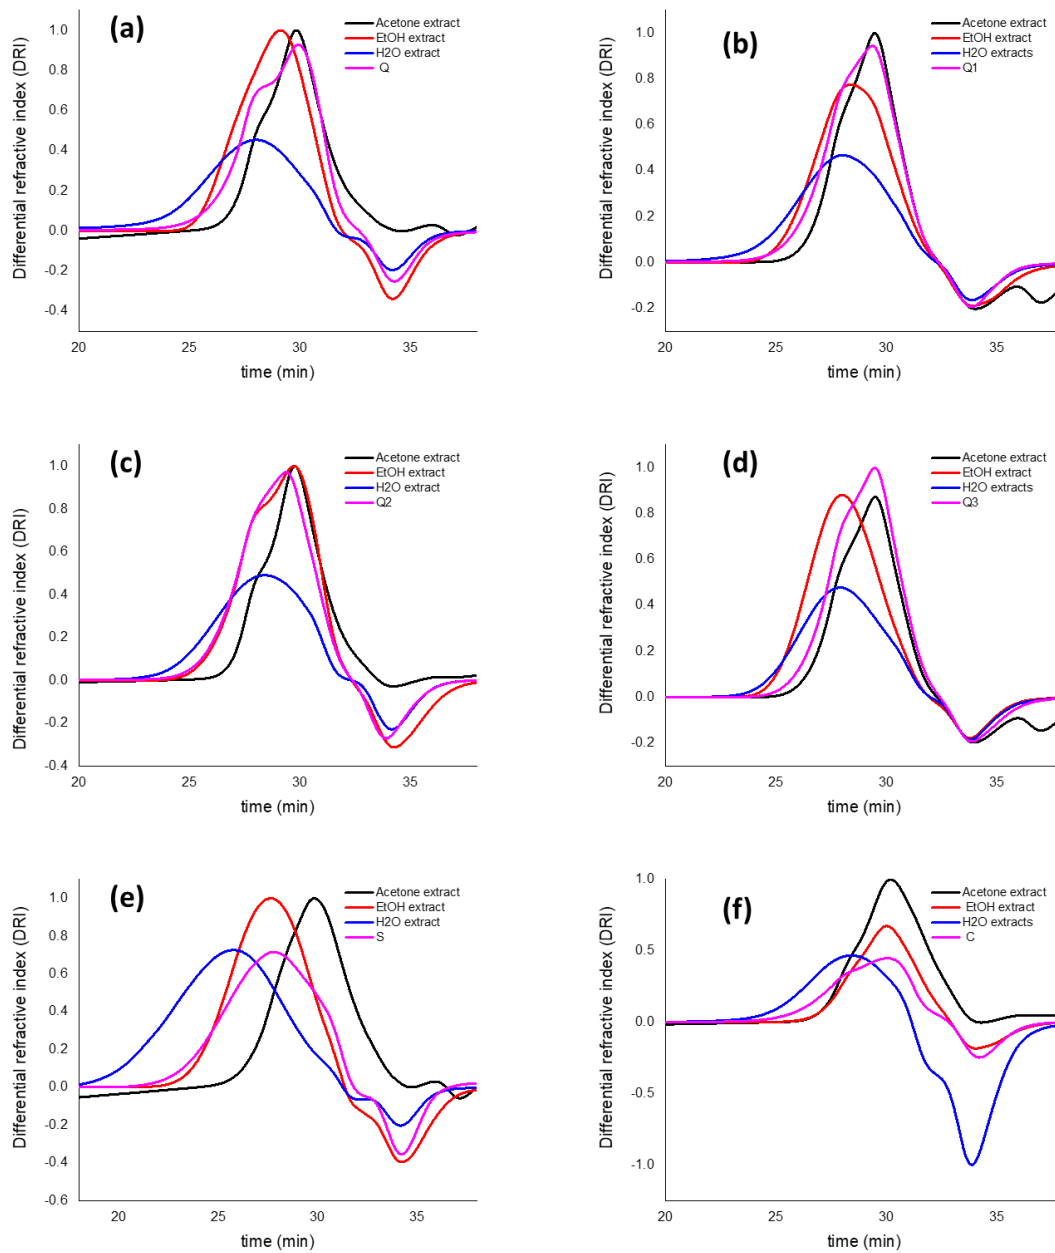 (a)
Acetone extract
EtOH extract
H2O extract
Q
Differential refractive index (DRI)
1.0
0.8
0.6
0.4
0.2
0.0
-0.2
-0.4
20 25 30 35
time (min)
(b)
Acetone extract
EtOH extract
H2O extracts
Q1
Differential refractive index (DRI)
1.0
0.8
0.6
0.4
0.2
0.0
-0.2
20 25 30 35
time (min)
(c)
Acetone extract
EtOH extract
H2O extract
Q2
Differential refractive index (DRI)
1.0
0.8
0.6
0.4
0.2
0.0
-0.2
-0.4
20 25 30 35
time (min)
(d)
Acetone extract
EtOH extract
H2O extracts
Q3
Differential refractive index (DRI)
1.0
0.8
0.6
0.4
0.2
0.0
-0.2
20 25 30 35
time (min)
(e)
Acetone extract
EtOH extract
H2O extract
S
Differential refractive index (DRI)
1.0
0.8
0.6
0.4
0.2
0.0
-0.2
-0.4
-0.6
20 25 30 35
time (min)
(f)
Acetone extract
EtOH extract
H2O extracts
C
Differential refractive index (DRI)
1.0
0.5
0.0
-0.5
-1.0
20 25 30 35
time (min)